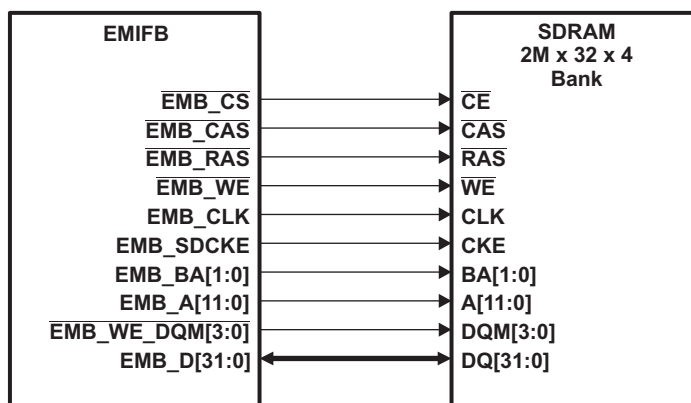 EMIFB
SDRAM
2M x 32 x 4
Bank
EMB_CS CE
EMB_CAS CAS
EMB_RAS RAS
EMB_WE WE
EMB_CLK CLK
EMB_SDCKE CKE
EMB_BA[1:0] BA[1:0]
EMB_A[11:0] A[11:0]
EMB_WE_DQM[3:0] DQM[3:0]
EMB_D[31:0] DQ[31:0]